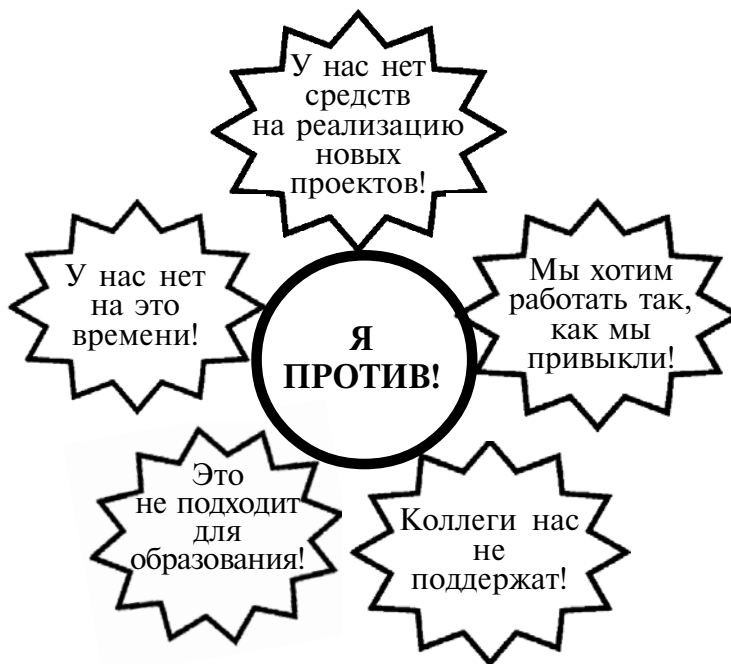 У нас нет
средств
на реализацию
новых
проектов!
У нас нет
на это
времени!
Мы хотим
работать так,
как мы
привыкли!
Я
ПРОТИВ!
Это
не подходит
для
образования!
Коллеги нас
не
поддержат!